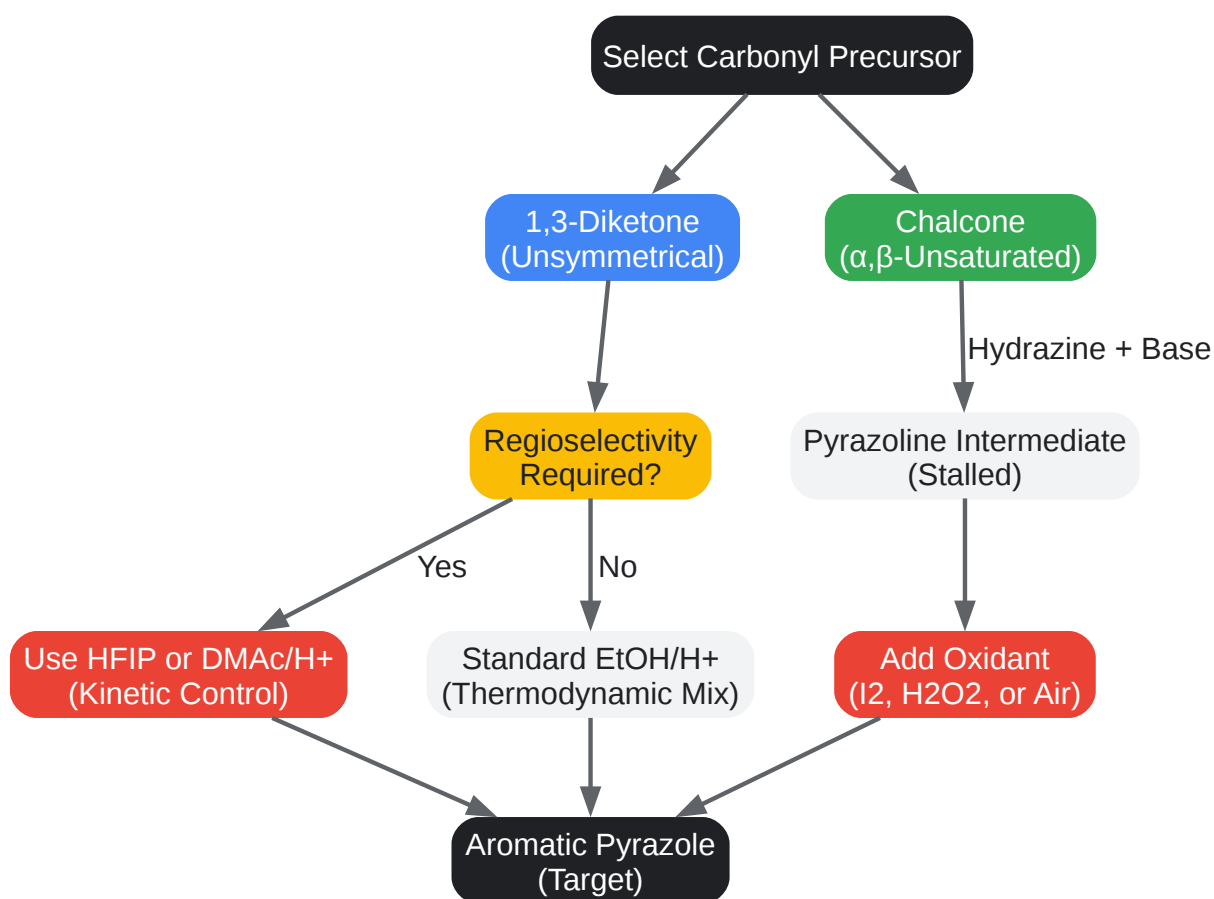 Select Carbonyl Precursor
1,3-Diketone
(Unsymmetrical)
Chalcone
(α,β-Unsaturated)
Hydrazine + Base
Regioselectivity
Required?
Pyrazoline Intermediate
(Stalled)
Yes
No
Use HFIP or DMAc/H+
(Kinetic Control)
Standard EtOH/H+
(Thermodynamic Mix)
Add Oxidant
(I2, H2O2, or Air)
Aromatic Pyrazole
(Target)